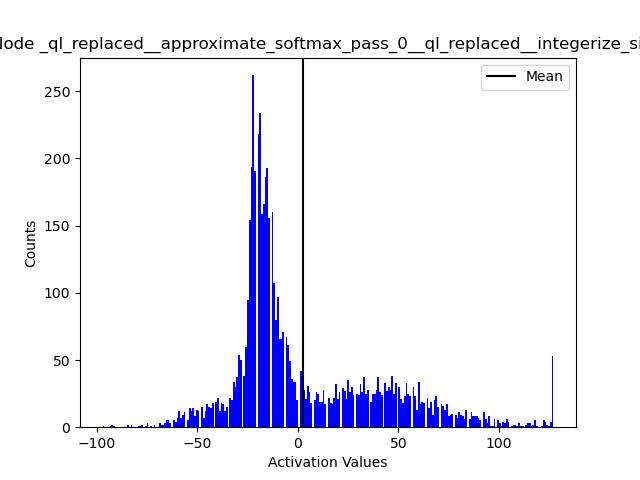 Node _ql_replaced__approximate_softmax_pass_0__ql_replaced__integerize_si
Mean
Counts
250
200
150
100
50
0
−100
−50
0
50
100
Activation Values